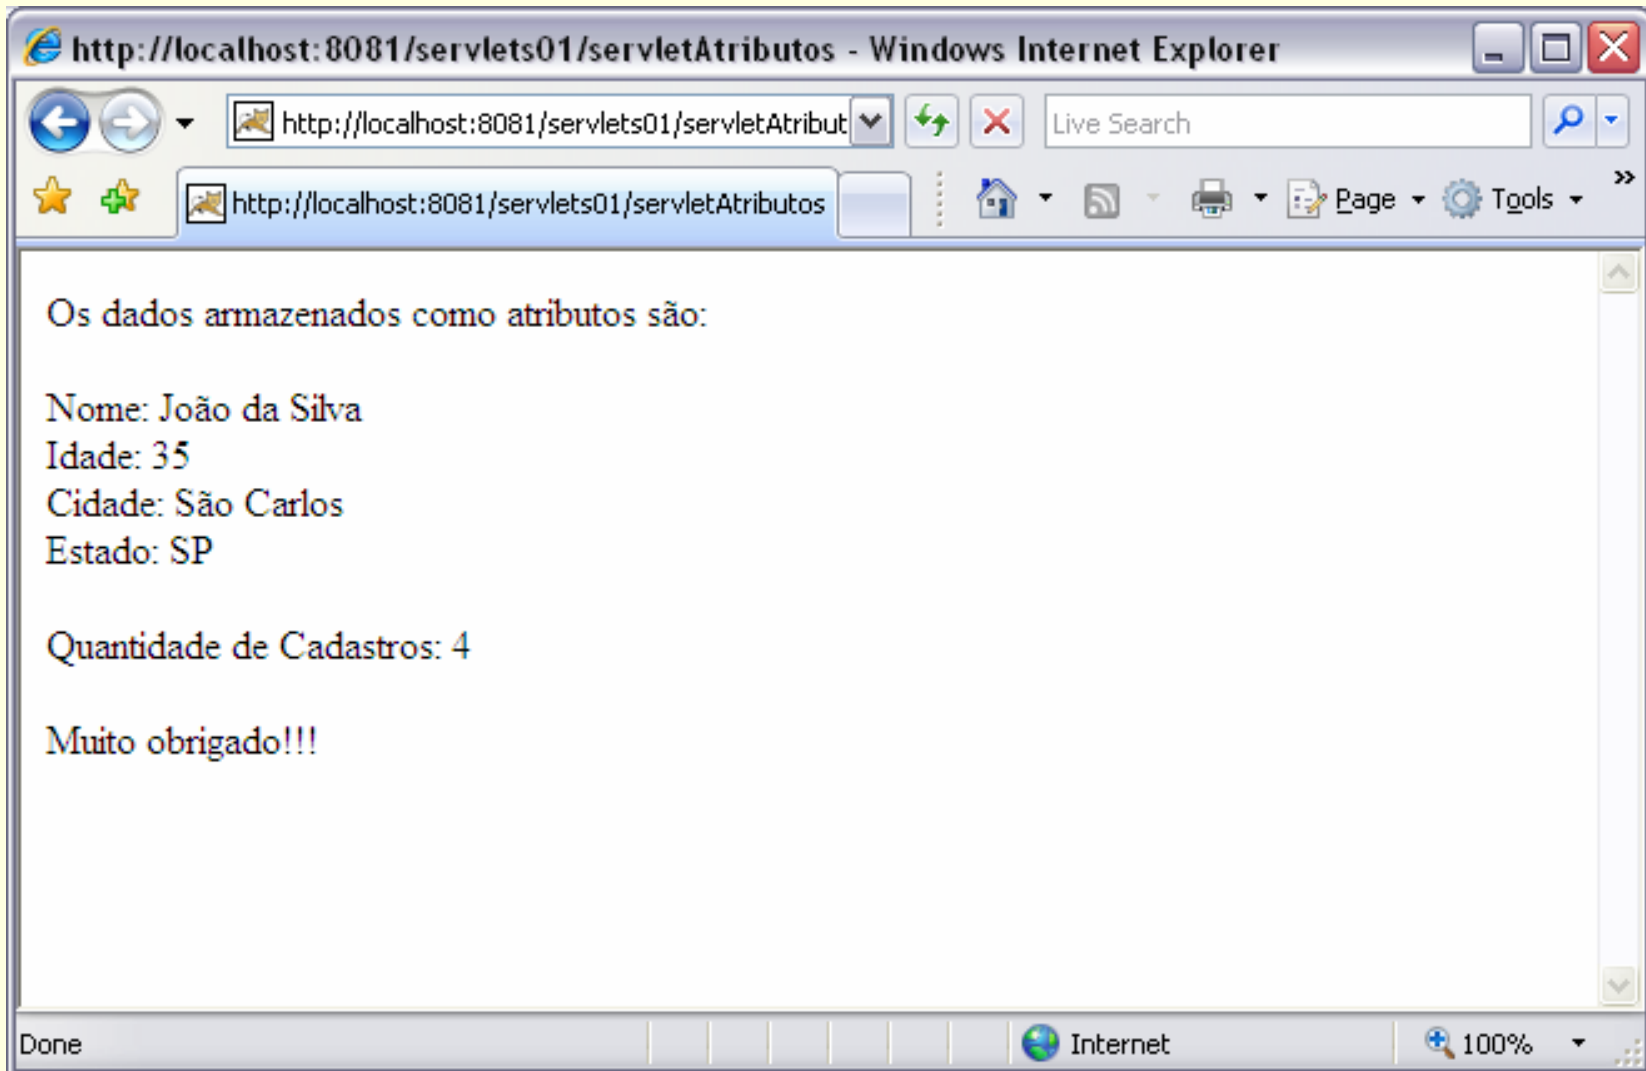 http://localhost:8081/servlets01/servletAtributos - Windows Internet Explorer
http://localhost:8081/servlets01/servletAtribut
Live Search
http://localhost:8081/servlets01/servletAtributos
Page
Tools
»
Os dados armazenados como atributos são:
Nome: João da Silva
Idade: 35
Cidade: São Carlos
Estado: SP
Quantidade de Cadastros: 4
Muito obrigado!!!
Done
Internet
100%